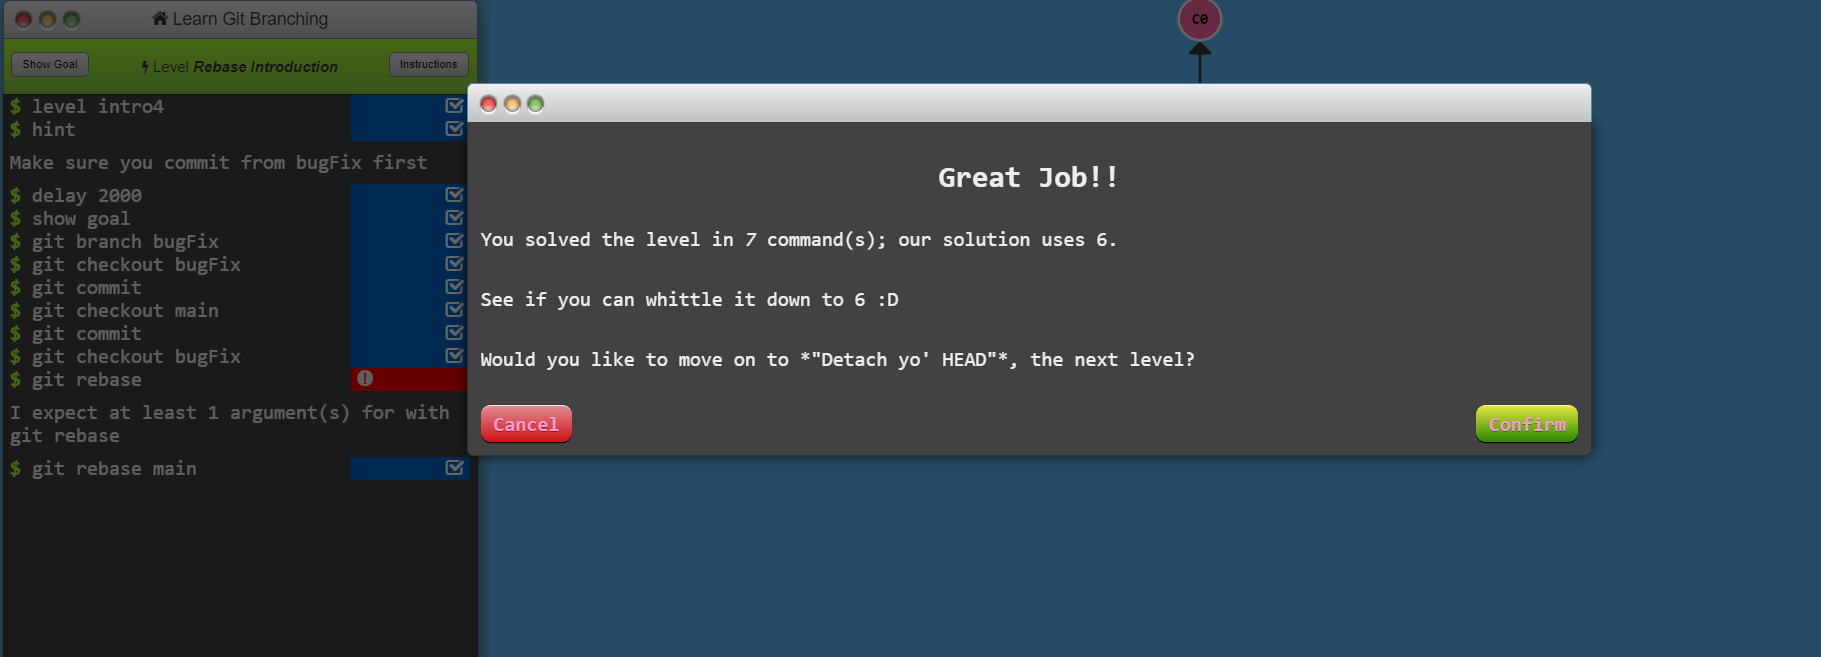 Learn Git Branching
Show Goal
Level Rebase Introduction
Instructions
$ level intro4
$ hint
Make sure you commit from bugFix first
$ delay 2000
$ show goal
$ git branch bugFix
$ git checkout bugFix
$ git commit
$ git checkout main
$ git commit
$ git checkout bugFix
$ git rebase
I expect at least 1 argument(s) for with
git rebase
$ git rebase main
C0
Great Job!!
You solved the level in 7 command(s); our solution uses 6.
See if you can whittle it down to 6 :D
Would you like to move on to *"Detach yo' HEAD"*, the next level?
Cancel
Confirm